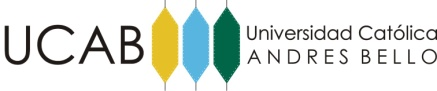 UCAB
Universidad Católica
ANDRES BELLO